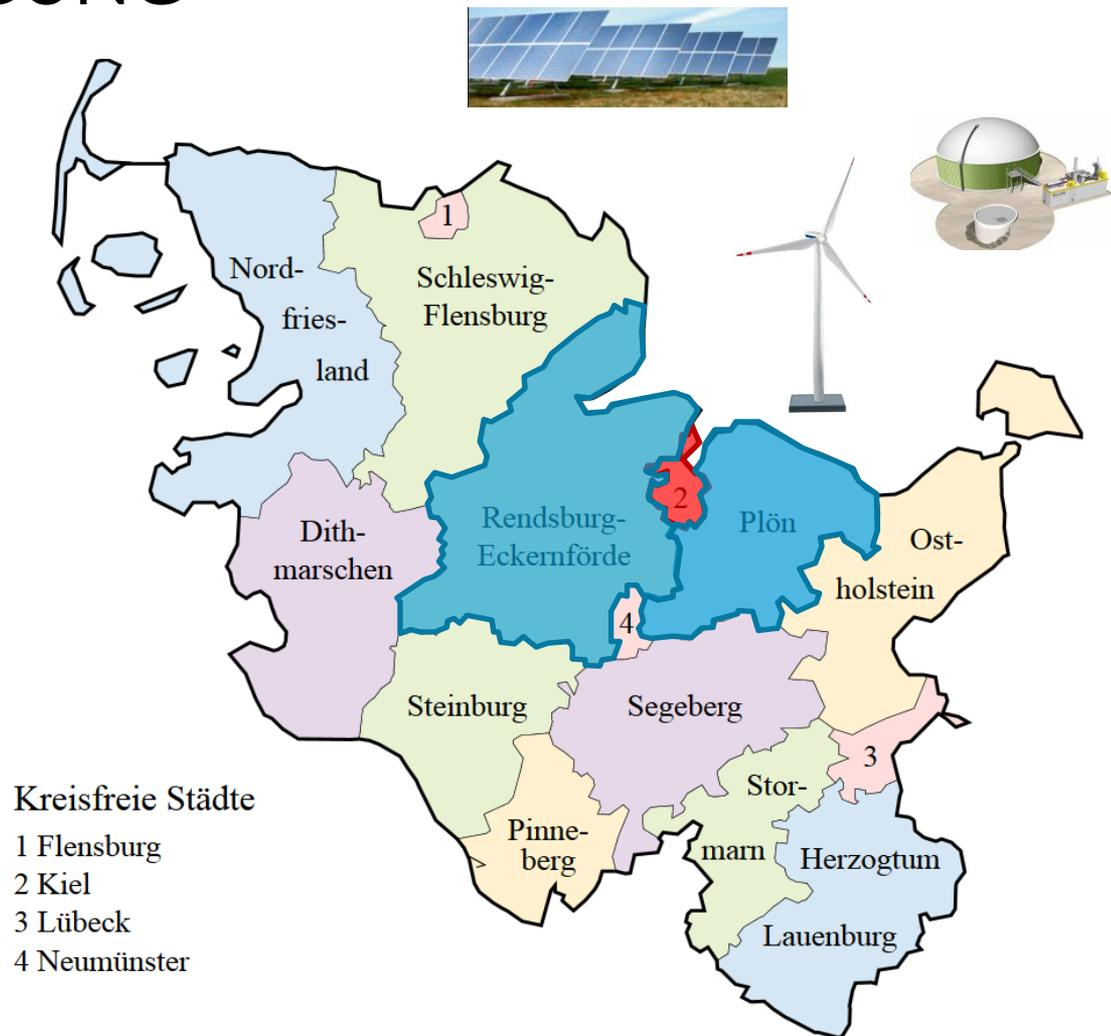 1
Nord-
fries-
land
Schleswig-
Flensburg
Dith-
marschen
Rendsburg-
Eckernförde
2
Plön
Ost-
holstein
4
Steinburg
Segeberg
3
Stor-
marn
Pinne-
berg
Herzogtum
Lauenburg
Kreisfreie Städte
1 Flensburg
2 Kiel
3 Lübeck
4 Neumünster